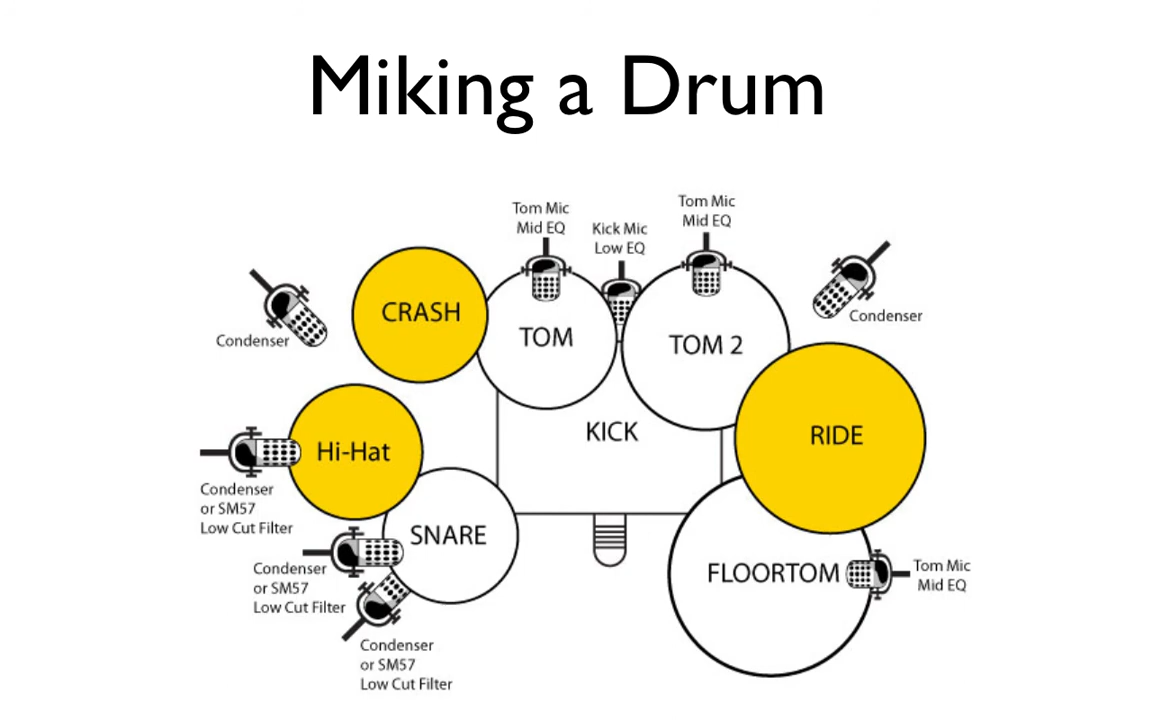 Miking a Drum
Tom Mic
Mid EQ
Kick Mic
Low EQ
Tom Mic
Mid EQ
Condenser
CRASH
TOM
TOM 2
Condenser
Hi-Hat
KICK
RIDE
Condenser
or SM57
Low Cut Filter
SNARE
Condenser
or SM57
Low Cut Filter
FLOORTOM
Tom Mic
Mid EQ
Condenser
or SM57
Low Cut Filter